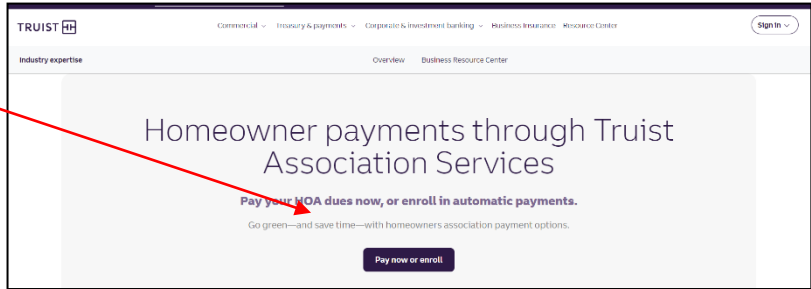 TRUIST
Commercial Treasury & payments Corporate & investment banking Business Insurance Resource Center
Sign in
Industry expertise
Overview Business Resource Center
Homeowner payments through Truist
Association Services
Pay your HOA dues now, or enroll in automatic payments.
Go green—and save time—with homeowners association payment options.
Pay now or enroll